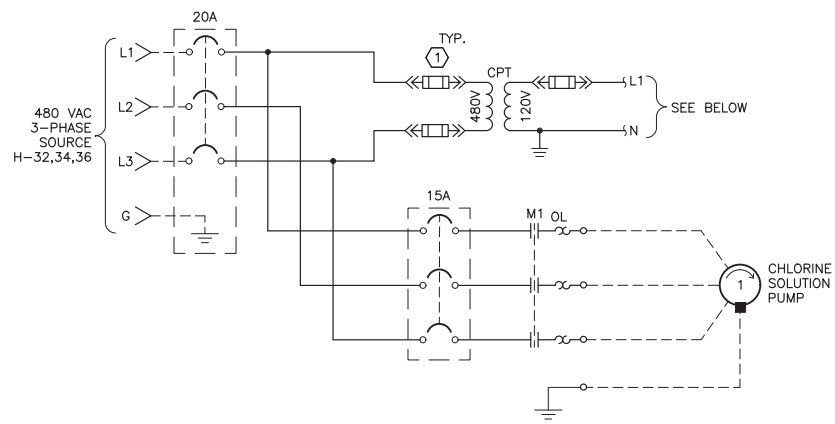 20A
TYP.
1
L1
CPT
480V
120V
L1
N
SEE BELOW
L2
480 VAC
3-PHASE
SOURCE
H-32,34,36
L3
G
15A
M1
OL
1
CHLORINE
SOLUTION
PUMP